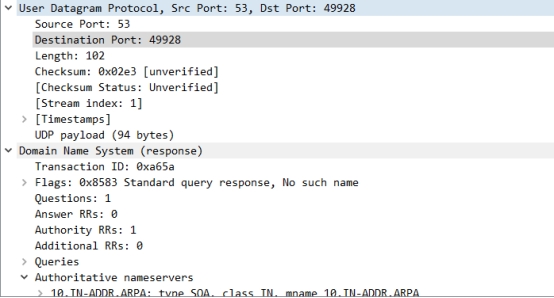 User Datagram Protocol, Src Port: 53, Dst Port: 49928
Source Port: 53
Destination Port: 49928
Length: 102
Checksum: 0x02e3 [unverified]
[Checksum Status: Unverified]
[Stream index: 1]
[Timestamps]
UDP payload (94 bytes)
Domain Name System (response)
Transaction ID: 0xa65a
Flags: 0x8583 Standard query response, No such name
Questions: 1
Answer RRs: 0
Authority RRs: 1
Additional RRs: 0
Queries
Authoritative nameservers
10.IN-ADDR.ARPA: type SOA, class IN, mname 10.IN-ADDR.ARPA